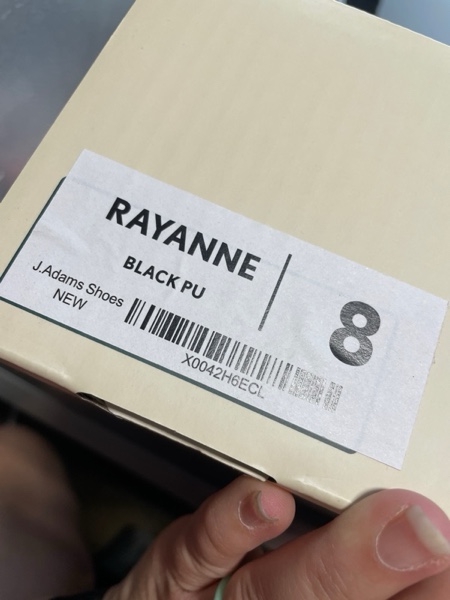 RAYANNE
BLACK PU
8
J.Adams Shoes
NEW
X0042H6ECL